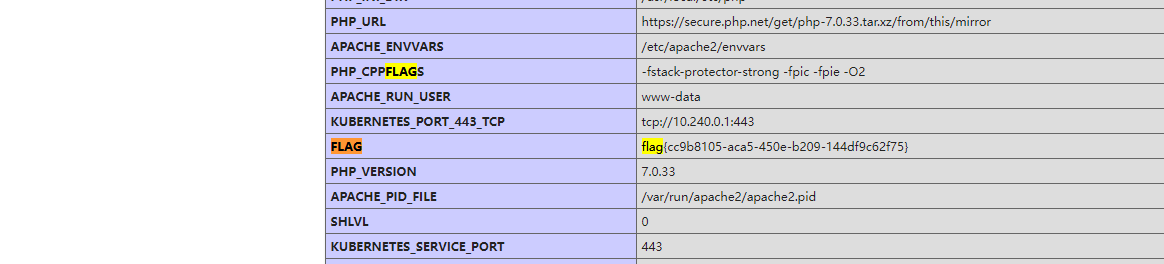 PHP_URL https://secure.php.net/get/php-7.0.33.tar.xz/from/this/mirror
APACHE_ENVVARS /etc/apache2/envvars
PHP_CPPFLAGS -fstack-protector-strong -fpic -fpie -O2
APACHE_RUN_USER www-data
KUBERNETES_PORT_443_TCP tcp://10.240.0.1:443
FLAG flag{cc9b8105-aca5-450e-b209-144df9c62f75}
PHP_VERSION 7.0.33
APACHE_PID_FILE /var/run/apache2/apache2.pid
SHLVL 0
KUBERNETES_SERVICE_PORT 443